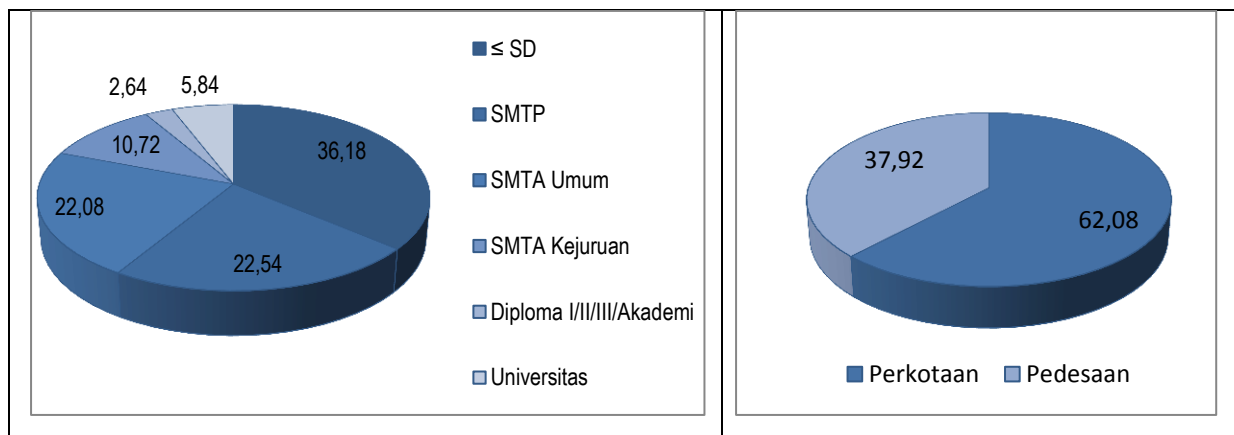 2,64
5,84
10,72
36,18
22,08
22,54
≤ SD
SMTP
SMTA Umum
SMTA Kejuruan
Diploma I/II/III/Akademi
Universitas
37,92
62,08
Perkotaan
Pedesaan